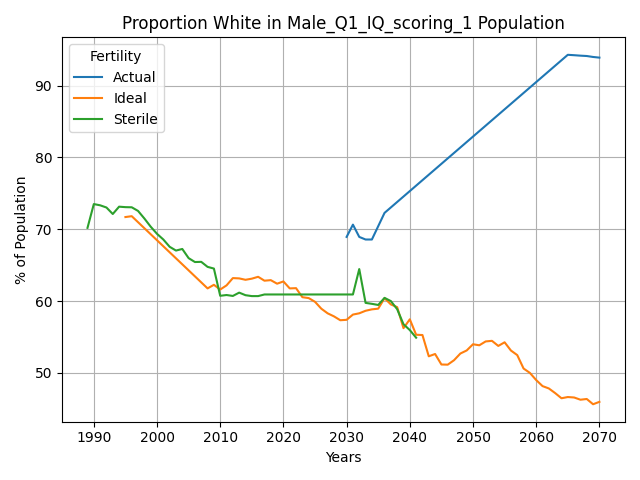 Proportion White in Male_Q1_IQ_scoring_1 Population
Fertility
Actual
Ideal
Sterile
% of Population
90
80
70
60
50
1990 2000 2010 2020 2030 2040 2050 2060 2070
Years